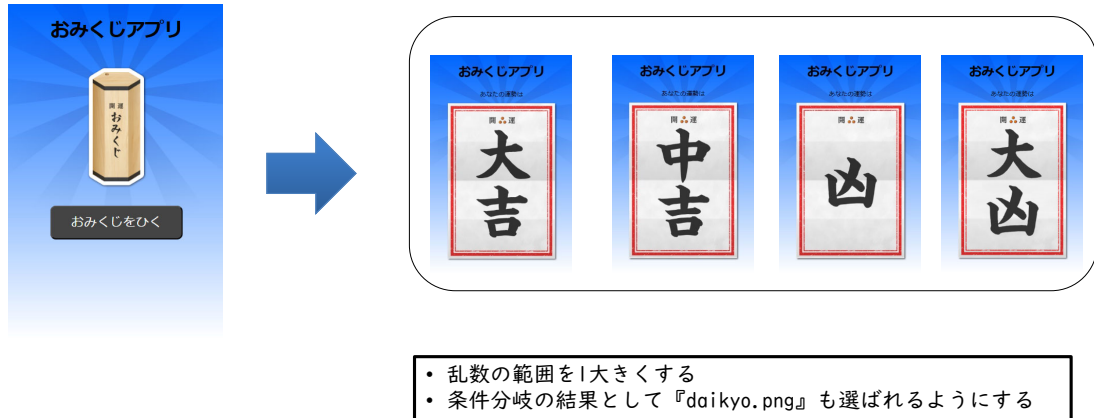 おみくじアプリ
開運
おみくじ
おみくじをひく
おみくじアプリ
あなたの運勢は
開運
大吉
おみくじアプリ
あなたの運勢は
開運
中吉
おみくじアプリ
あなたの運勢は
開運
凶
おみくじアプリ
あなたの運勢は
開運
大凶
• 乱数の範囲を1大きくする
• 条件分岐の結果として『daikyo.png』も選ばれるようにする